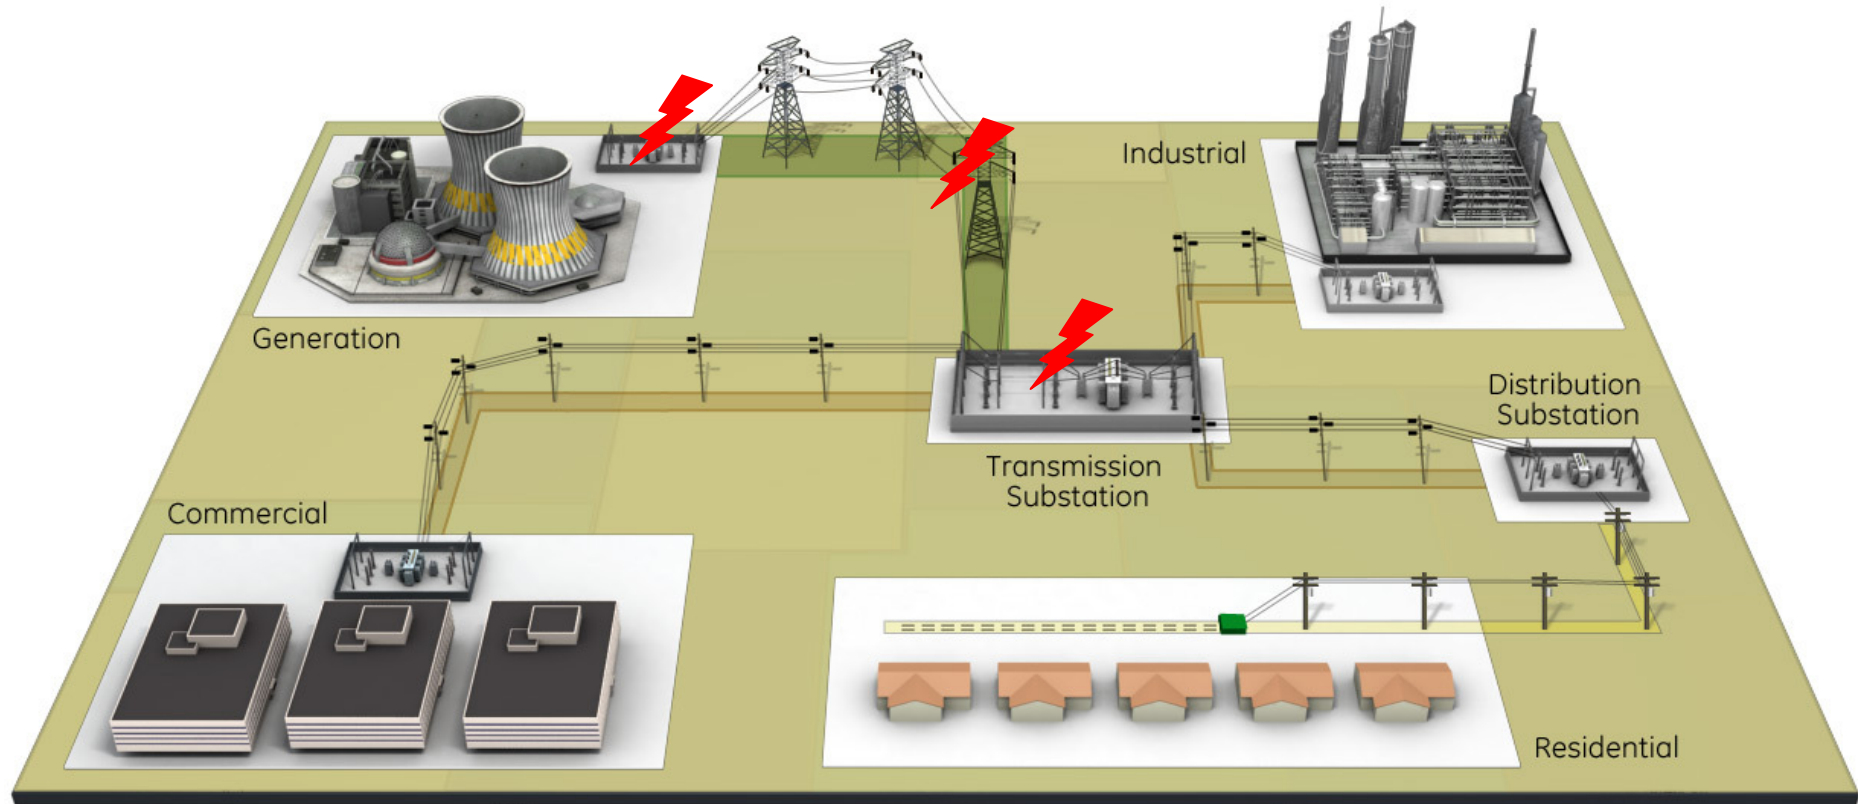 Industrial
Generation
Distribution
Substation
Transmission
Substation
Commercial
Residential